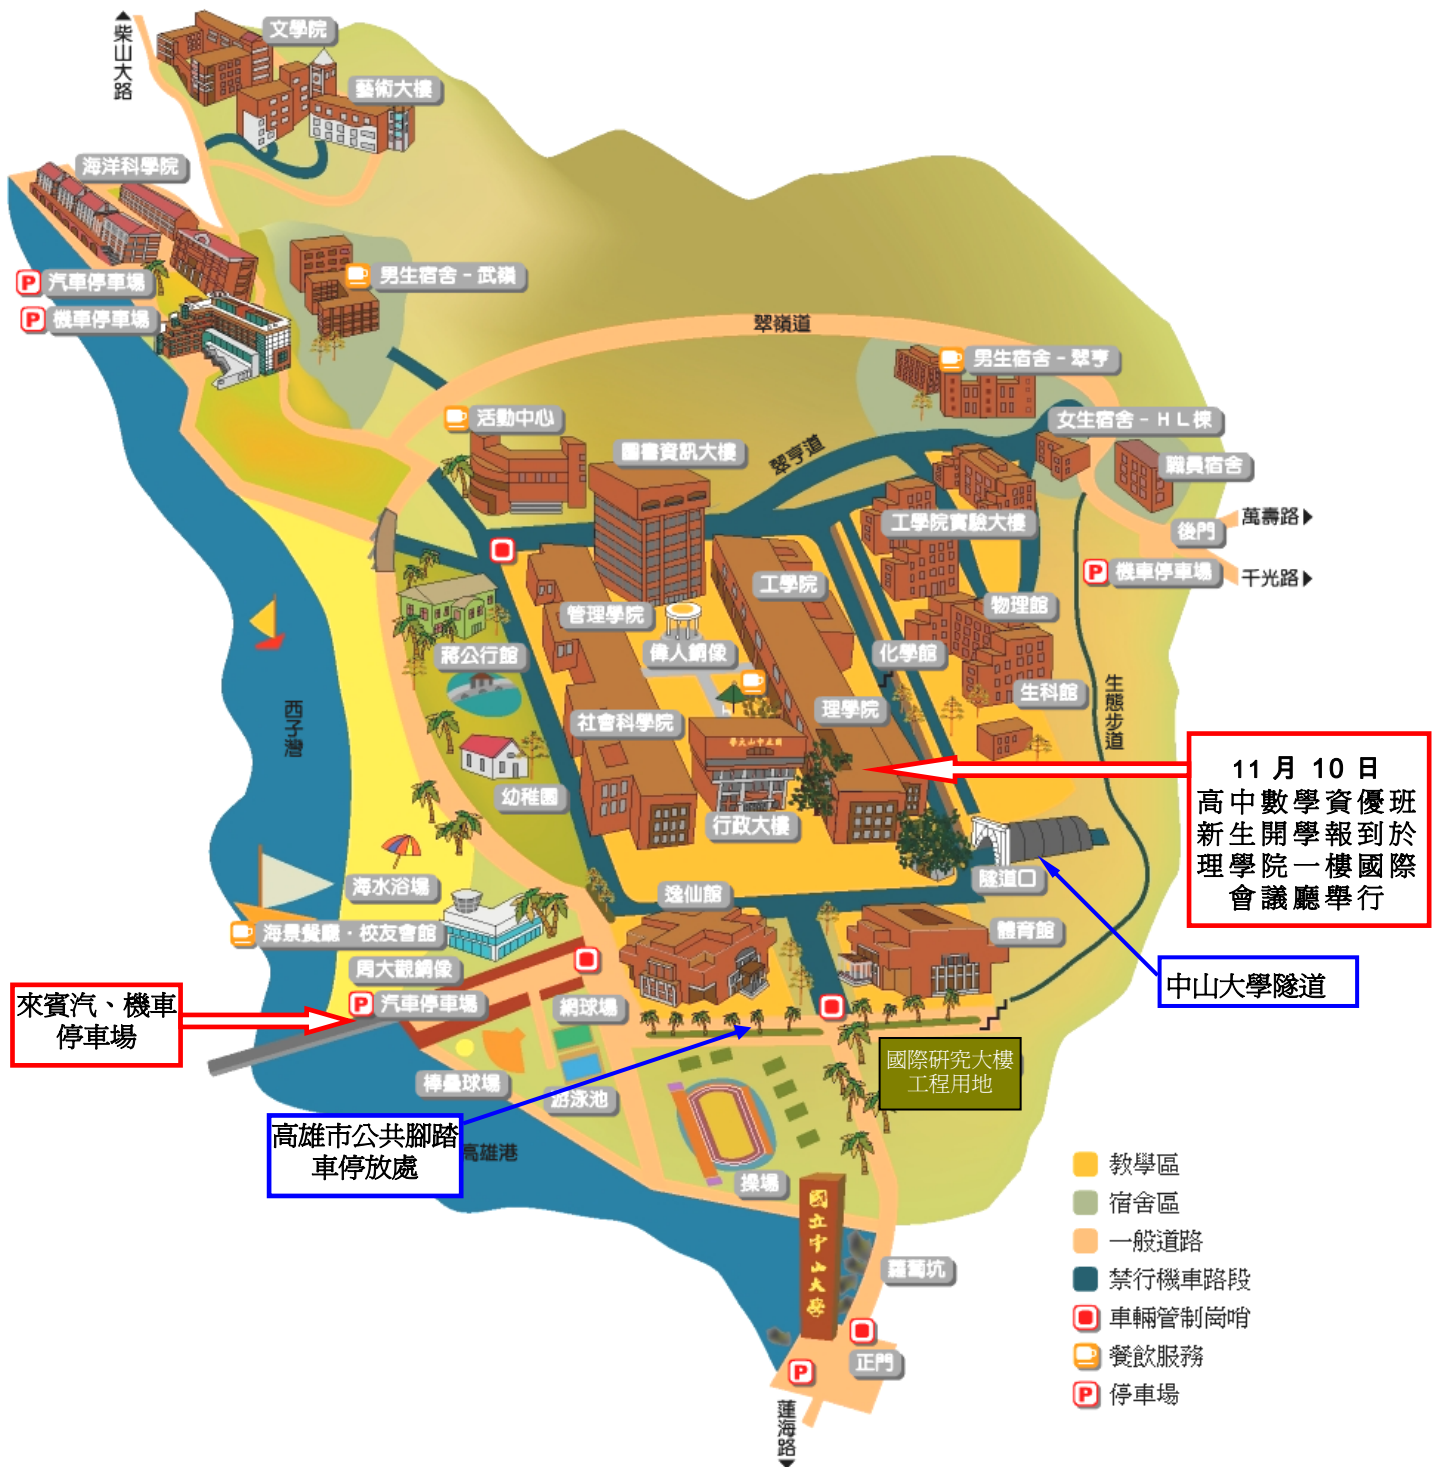 柴山大路
文學院
藝術大樓
海洋科學院
汽車停車場
機車停車場
男生宿舍-武嶺
翠嶺道
男生宿舍-翠亨
女生宿舍-HL棟
職員宿舍
活動中心
圖書資訊大樓
翠亨道
工學院實驗大樓
後門
萬壽路
千光路
機車停車場
工學院
物理館
管理學院
偉人銅像
化學館
蔣公行館
生科館
生態步道
西子灣
社會科學院
理學院
國立中山大學
幼稚園
行政大樓
11 月 10 日
高中數學資優班
新生開學報到於
理學院一樓國際
會議廳舉行
海水浴場
逸仙館
隧道口
體育館
海景餐廳·校友會館
周大觀銅像
汽車停車場
網球場
中山大學隧道
來賓汽、機車
停車場
國際研究大樓
工程用地
棒壘球場
游泳池
高雄市公共腳踏
車停放處
高雄港
操場
國立中山大學
蘿蔔坑
正門
蓮海路
教學區
宿舍區
一般道路
禁行機車路段
車輛管制崗哨
餐飲服務
停車場